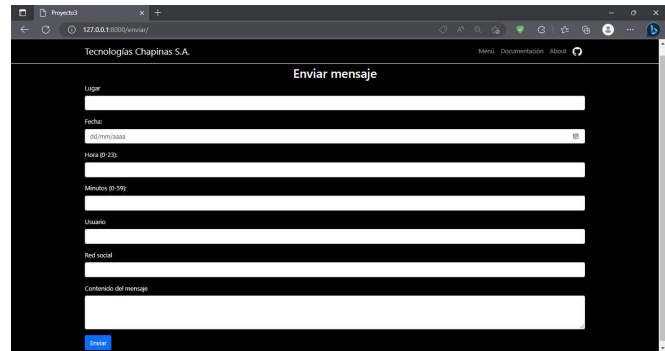 Proyecto3
127.0.0.1:8000/enviar/
Tecnologías Chapinas S.A.
Menú Documentación About
Enviar mensaje
Lugar
Fecha:
dd/mm/aaaa
Hora (0-23):
Minutos (0-59):
Usuario
Red social
Contenido del mensaje
Enviar